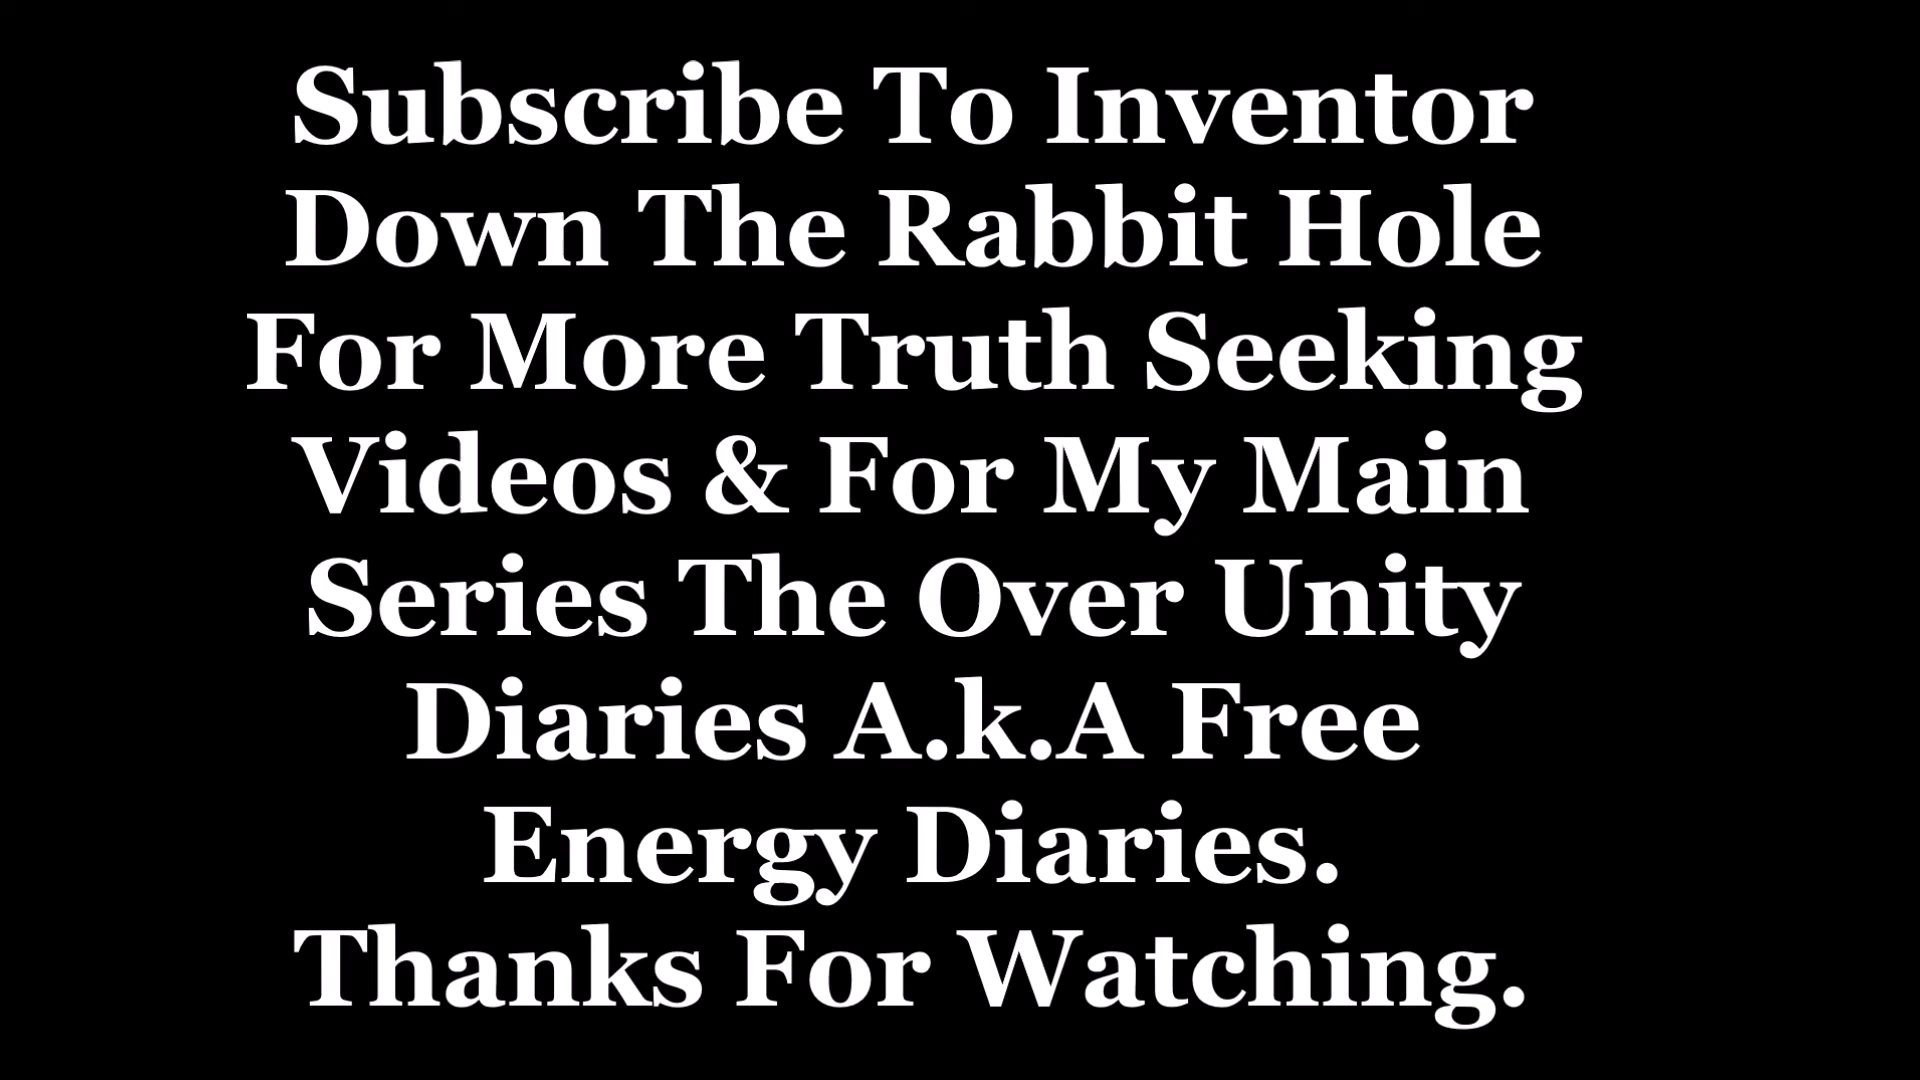 Subscribe To Inventor
Down The Rabbit Hole
For More Truth Seeking
Videos & For My Main
Series The Over Unity
Diaries A.k.A Free
Energy Diaries.
Thanks For Watching.